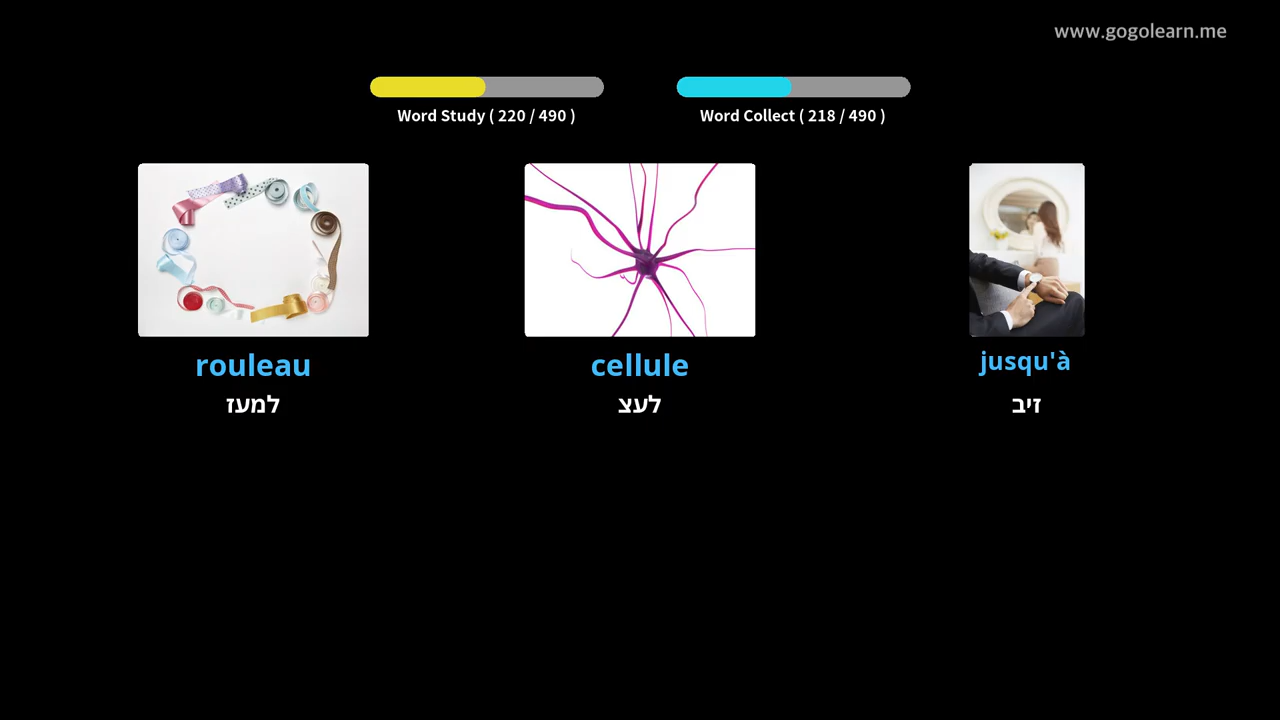 www.gogolearn.me
Word Study ( 220 / 490 )
Word Collect ( 218 / 490 )
rouleau
למעז
cellule
לעצ
jusqu'à
זיב